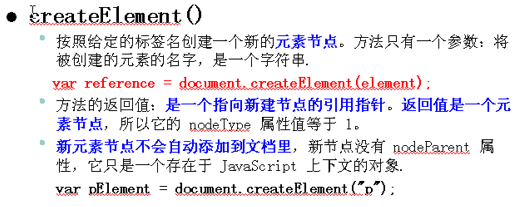 createElement()
按照给定的标签名创建一个新的元素节点。方法只有一个参数：将
被创建的元素的名字，是一个字符串.
var reference = document.createElement(element);
方法的返回值：是一个指向新建节点的引用指针。返回值是一个元
素节点，所以它的 nodeType 属性值等于 1。
新元素节点不会自动添加到文档里，新节点没有 nodeParent 属
性，它只是一个存在于 JavaScript 上下文的对象.
var pElement = document.createElement("p");